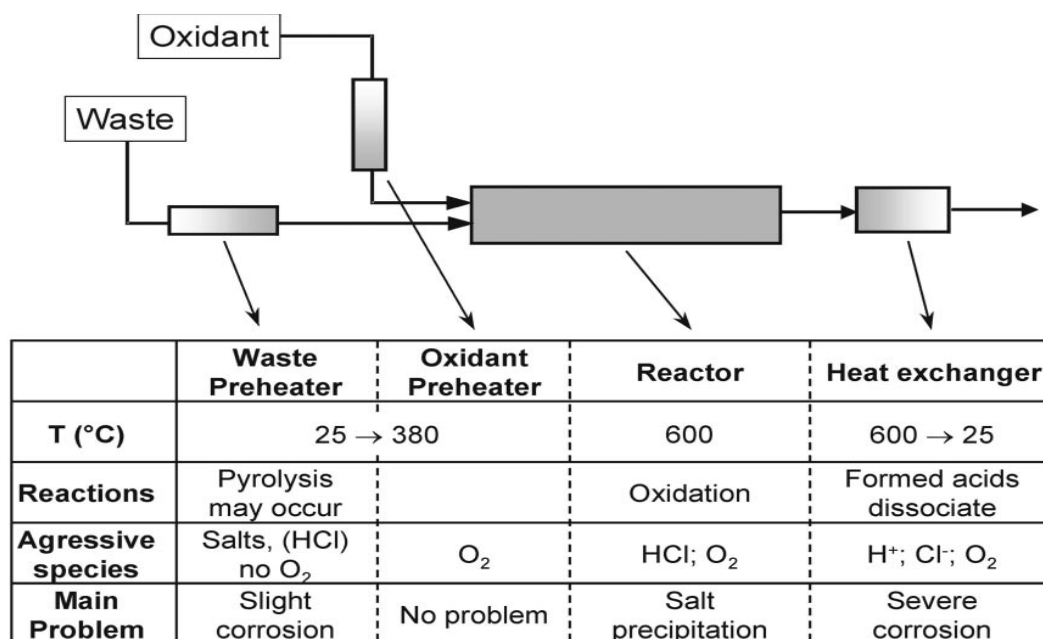 Oxidant
Waste
Waste Preheater
Oxidant Preheater
Reactor
Heat exchanger
T (°C)
25 → 380
600
600 → 25
Reactions
Pyrolysis may occur
Oxidation
Formed acids dissociate
Agressive species
Salts, (HCl) no O₂
O₂
HCl; O₂
H⁺; Cl⁻; O₂
Main Problem
Slight corrosion
No problem
Salt precipitation
Severe corrosion